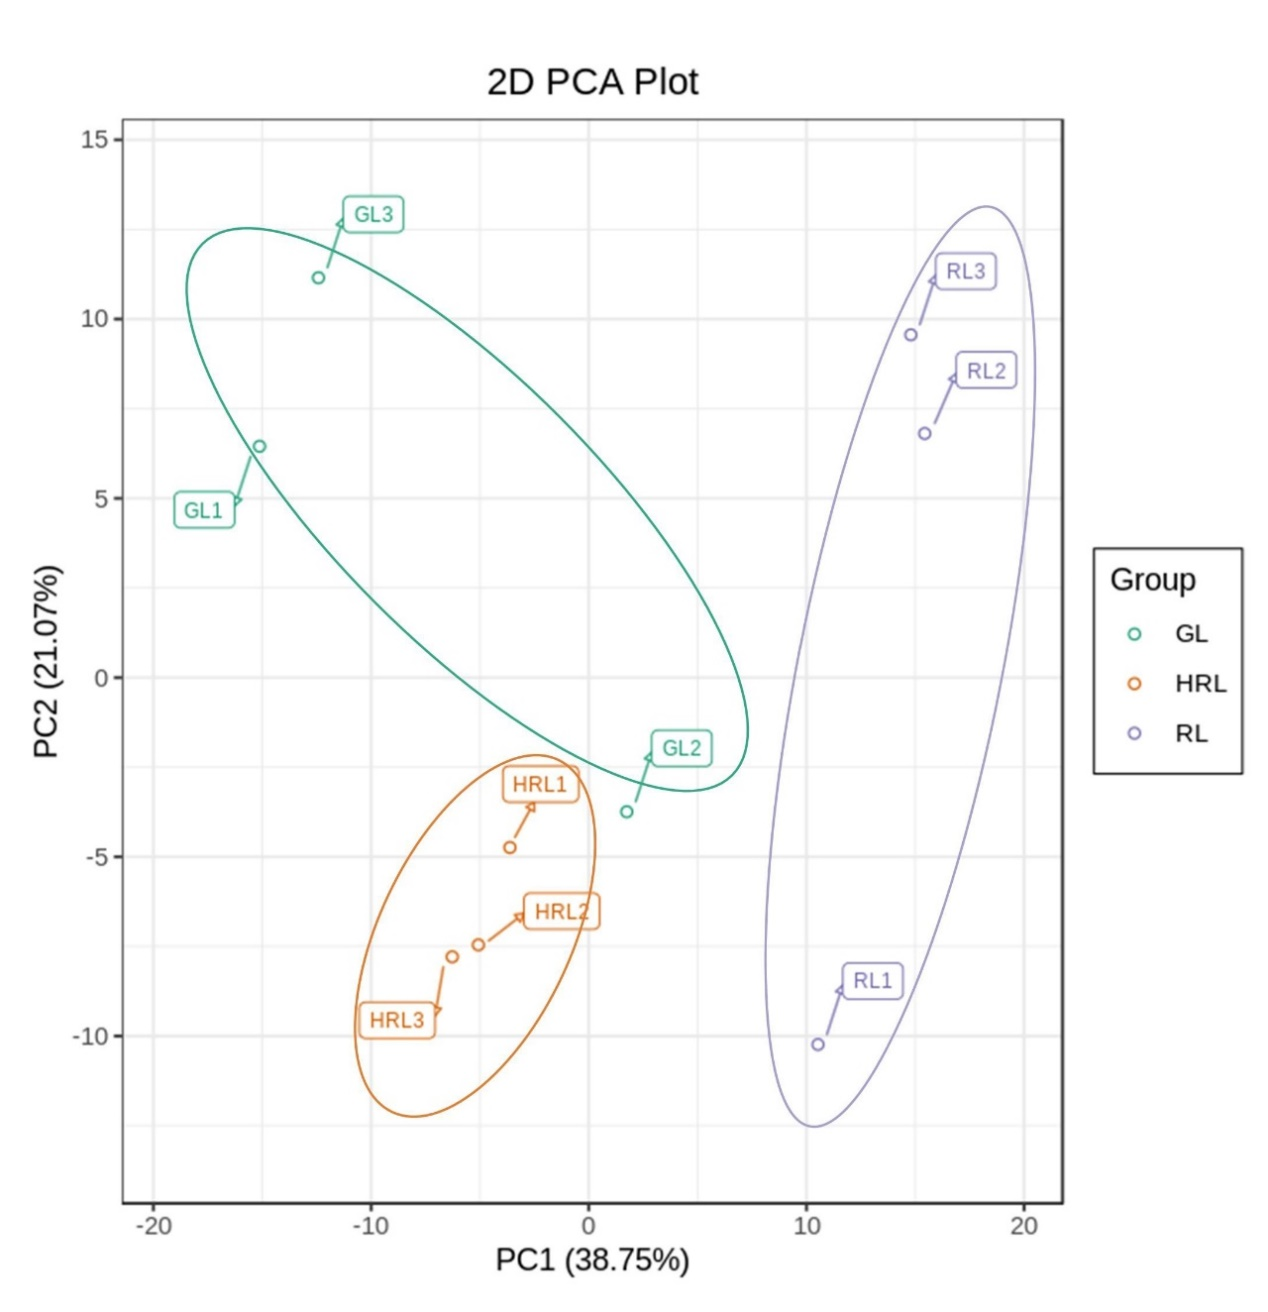 2D PCA Plot
15
10
5
0
-5
-10
PC2 (21.07%)
GL3
RL3
RL2
GL1
GL2
HRL1
HRL2
RL1
HRL3
-20
-10
0
10
20
PC1 (38.75%)
Group
GL
HRL
RL